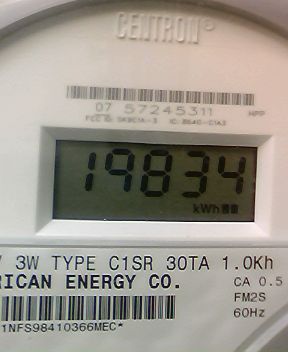 CENTRON®
07 57245311 HPP
19834
kWh
3W TYPE C1SR 30TA 1.0Kh
RICAN ENERGY CO. CA 0.5
FM2S
1NFS98410366MEC* 60Hz